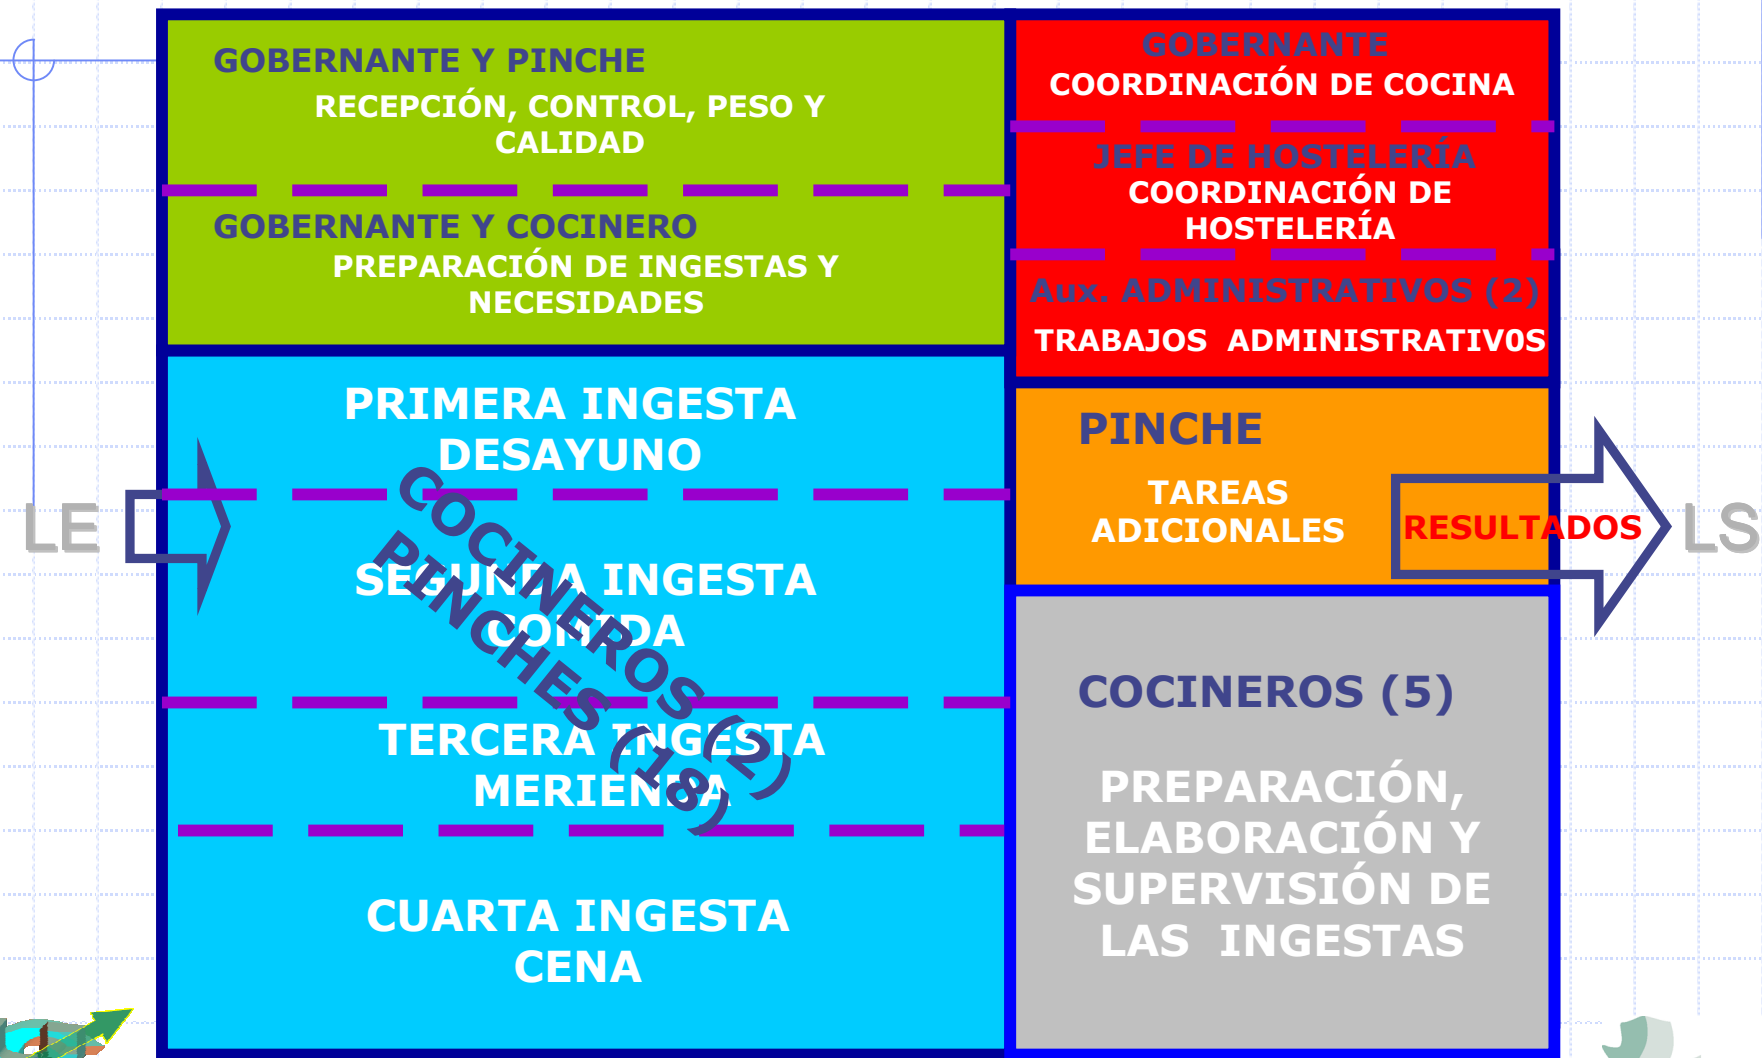 GOBERNANTE Y PINCHE
RECEPCIÓN, CONTROL, PESO Y
CALIDAD
GOBERNANTE Y COCINERO
PREPARACIÓN DE INGESTAS Y
NECESIDADES
GOBERNANTE
COORDINACIÓN DE COCINA
JEFE DE HOSTELERÍA
COORDINACIÓN DE
HOSTELERÍA
Aux. ADMINISTRATIVOS (2)
TRABAJOS  ADMINISTRATIV0S
LE
PRIMERA INGESTA
DESAYUNO
SEGUNDA INGESTA
COMIDA
TERCERA INGESTA
MERIENDA
CUARTA INGESTA
CENA
COCINEROS (2)
PINCHES (18)
PINCHE
TAREAS
ADICIONALES
RESULTADOS
LS
COCINEROS (5)
PREPARACIÓN,
ELABORACIÓN Y
SUPERVISIÓN DE
LAS  INGESTAS